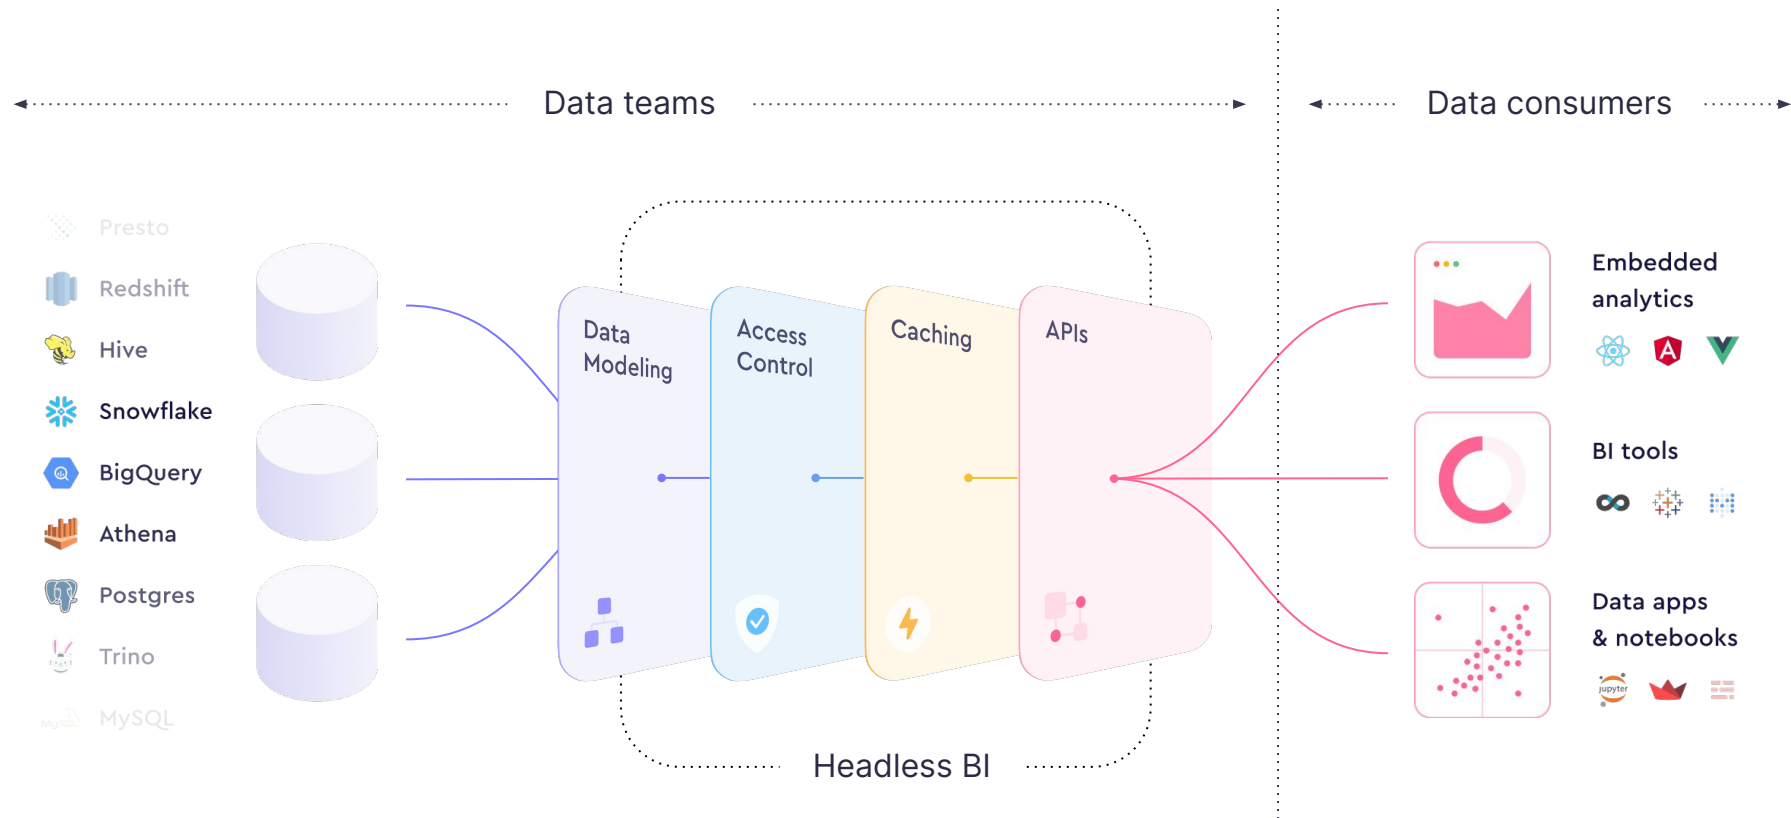 Data teams
Data consumers
Presto
Redshift
Hive
Snowflake
BigQuery
Athena
Postgres
Trino
MySQL
MySQL
Data
Modeling
Access
Control
Caching
APIs
Headless BI
Embedded
analytics
A
BI tools
Data apps
& notebooks
jupyter